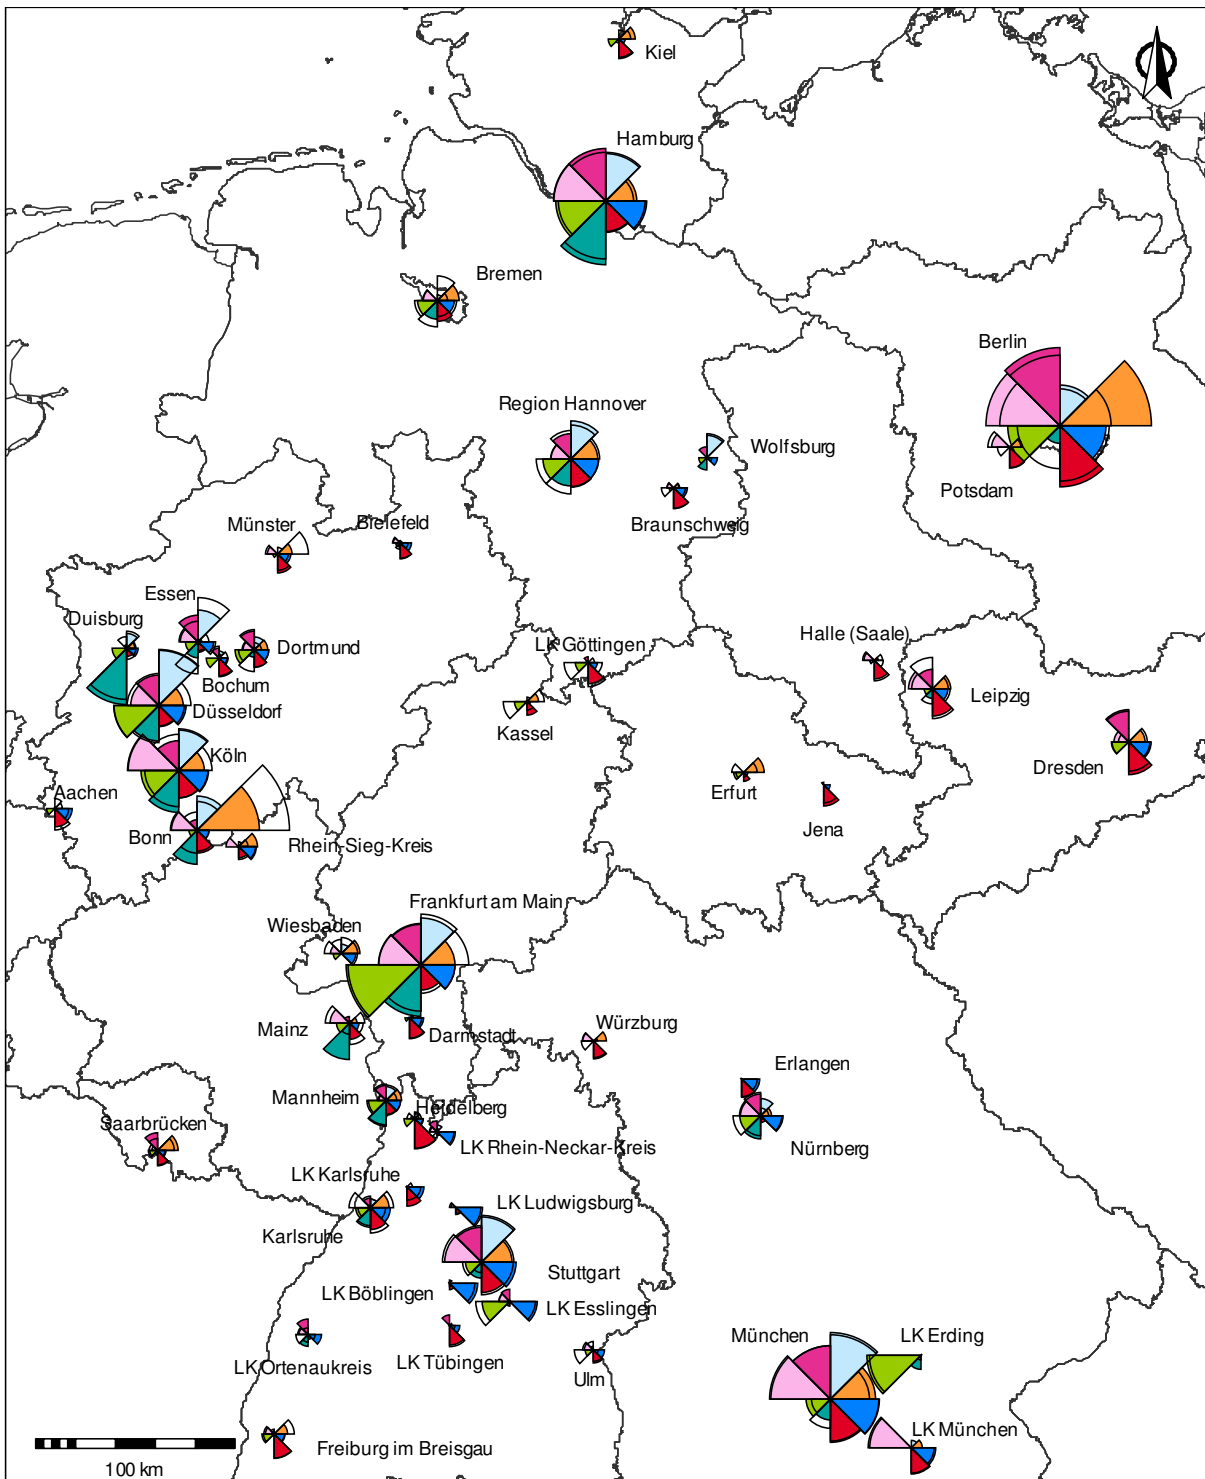 Kiel
Hamburg
Bremen
Berlin
Region Hannover
Wolfsburg
Potsdam
Braunschweig
Münster
Bielefeld
Essen
Duisburg
Dortmund
Bochum
LK Göttingen
Halle (Saale)
Leipzig
Düsseldorf
Kassel
Köln
Dresden
Aachen
Erfurt
Jena
Bonn
Rhein-Sieg-Kreis
Frankfurt am Main
Wiesbaden
Mainz
Darmstadt
Würzburg
Erlangen
Mannheim
Heidelberg
Saarbrücken
LK Rhein-Neckar-Kreis
Nürnberg
LK Karlsruhe
LK Ludwigsburg
Karlsruhe
Stuttgart
LK Böblingen
LK Esslingen
München
LK Erding
LK Ortenaukreis
LK Tübingen
Ulm
LK München
Freiburg im Breisgau
100 km